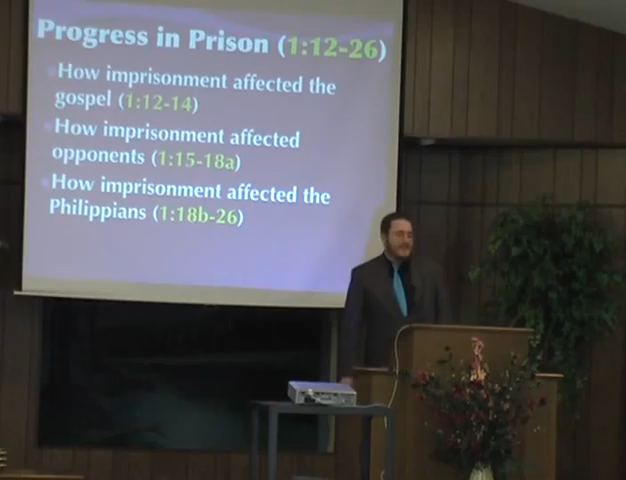 Progress in Prison (1:12-26)
How imprisonment affected the
gospel (1:12-14)
How imprisonment affected
opponents (1:15-18a)
How imprisonment affected the
Philippians (1:18b-26)